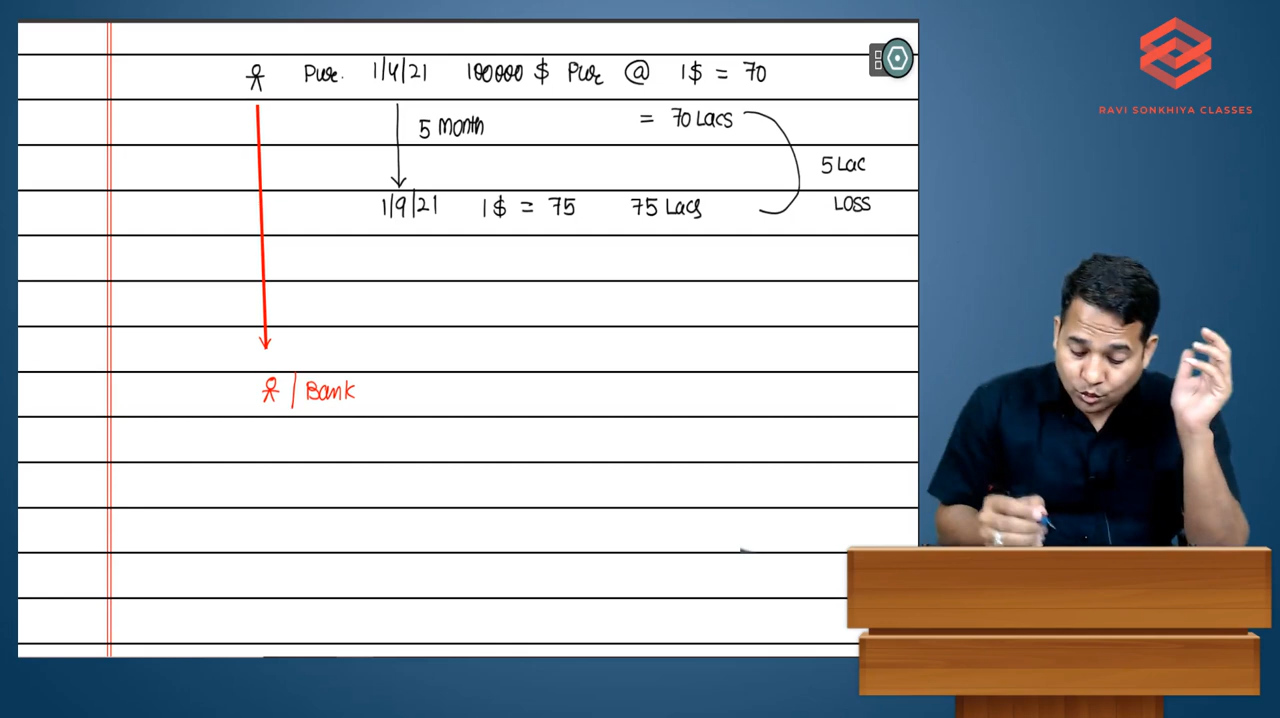 Pur. 1/4/21 100000 $ Pur @ 1$ = 70
5 Month = 70 Lacs
5 Lac
1/9/21 1$ = 75 75 Lacs LOSS
/ Bank
RAVI SONKHIYA CLASSES